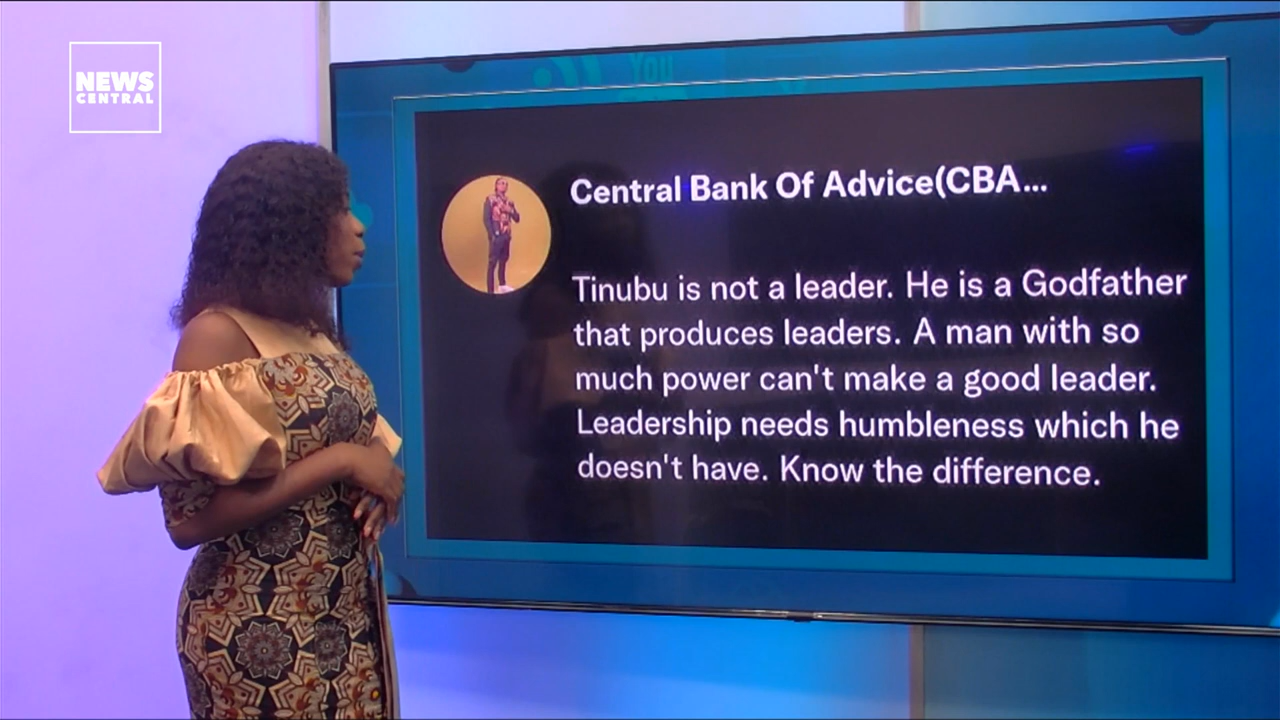 NEWS
CENTRAL
YOU
Central Bank Of Advice(CBA...
Tinubu is not a leader. He is a Godfather
that produces leaders. A man with so
much power can't make a good leader.
Leadership needs humbleness which he
doesn't have. Know the difference.